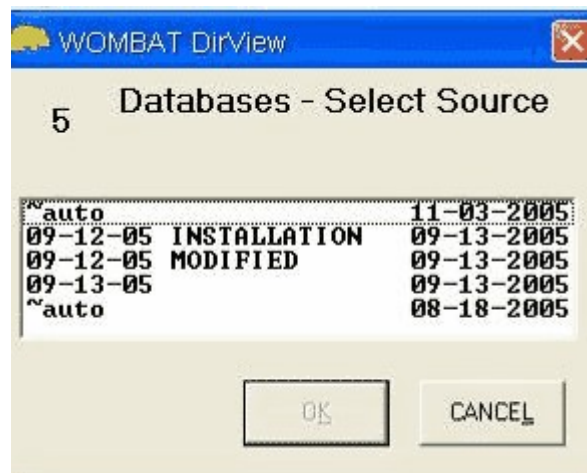 WOMBAT DirView
5 Databases - Select Source
~auto 11-03-2005
09-12-05 INSTALLATION 09-13-2005
09-12-05 MODIFIED 09-13-2005
09-13-05 09-13-2005
~auto 08-18-2005
OK CANCEL